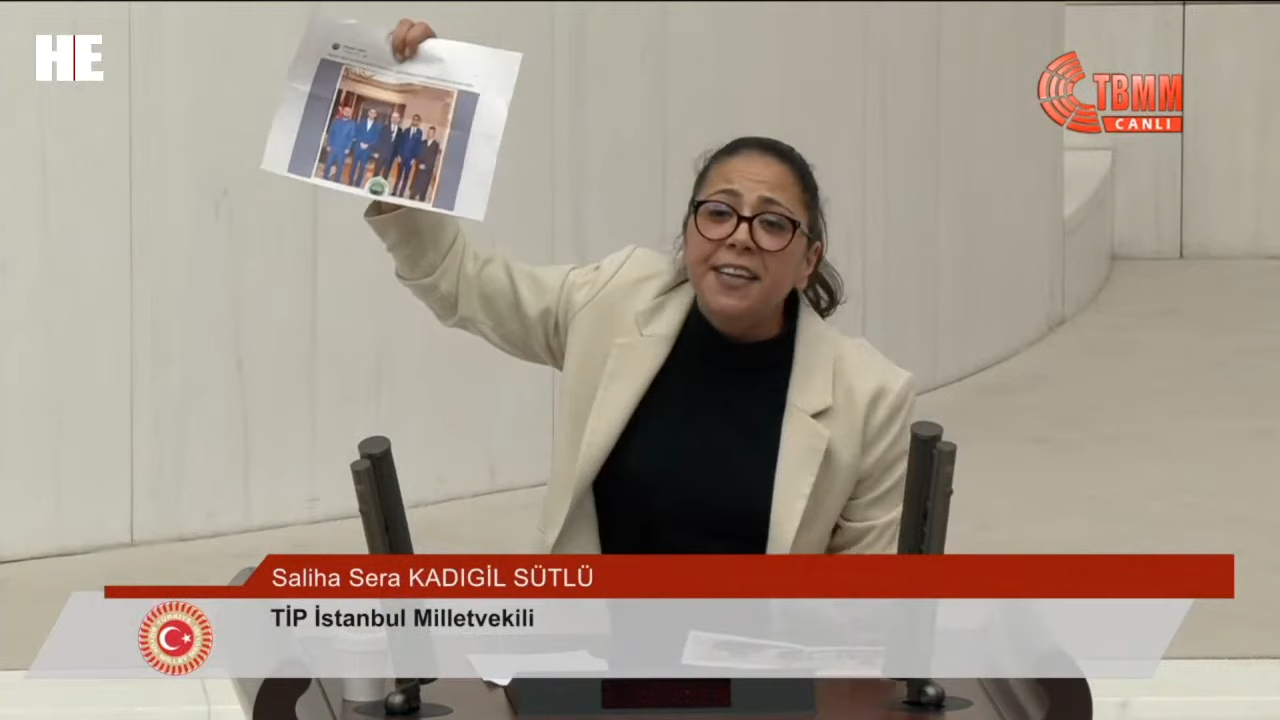 HE
TBMM
CANLI
Saliha Sera KADIGİL SÜTLÜ
TİP İstanbul Milletvekili